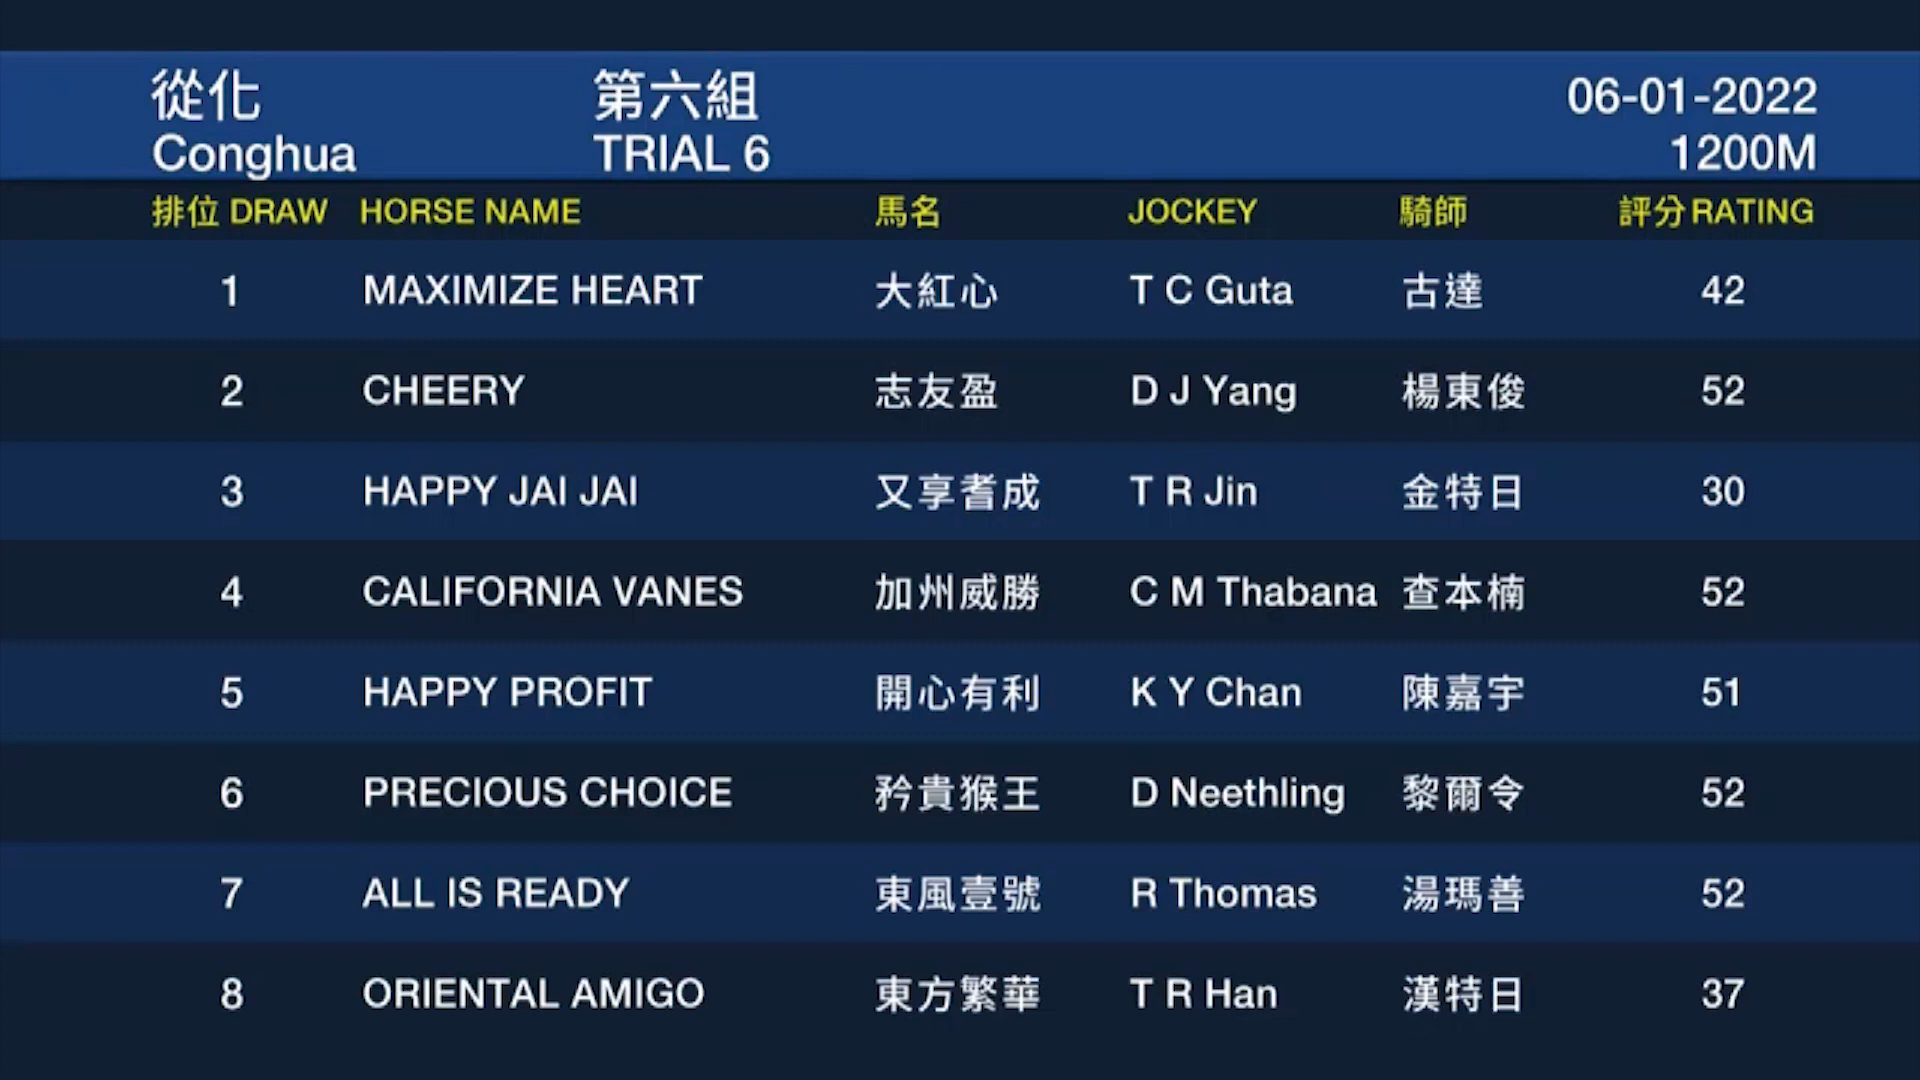 從化 第六組 06-01-2022
Conghua TRIAL 6 1200M
排位 DRAW HORSE NAME 馬名 JOCKEY 騎師 評分 RATING
1 MAXIMIZE HEART 大紅心 T C Guta 古達 42
2 CHEERY 志友盈 D J Yang 楊東俊 52
3 HAPPY JAI JAI 又享耆成 T R Jin 金特日 30
4 CALIFORNIA VANES 加州威勝 C M Thabana 查本楠 52
5 HAPPY PROFIT 開心有利 K Y Chan 陳嘉宇 51
6 PRECIOUS CHOICE 矜貴猴王 D Neethling 黎爾令 52
7 ALL IS READY 東風壹號 R Thomas 湯瑪善 52
8 ORIENTAL AMIGO 東方繁華 T R Han 漢特日 37